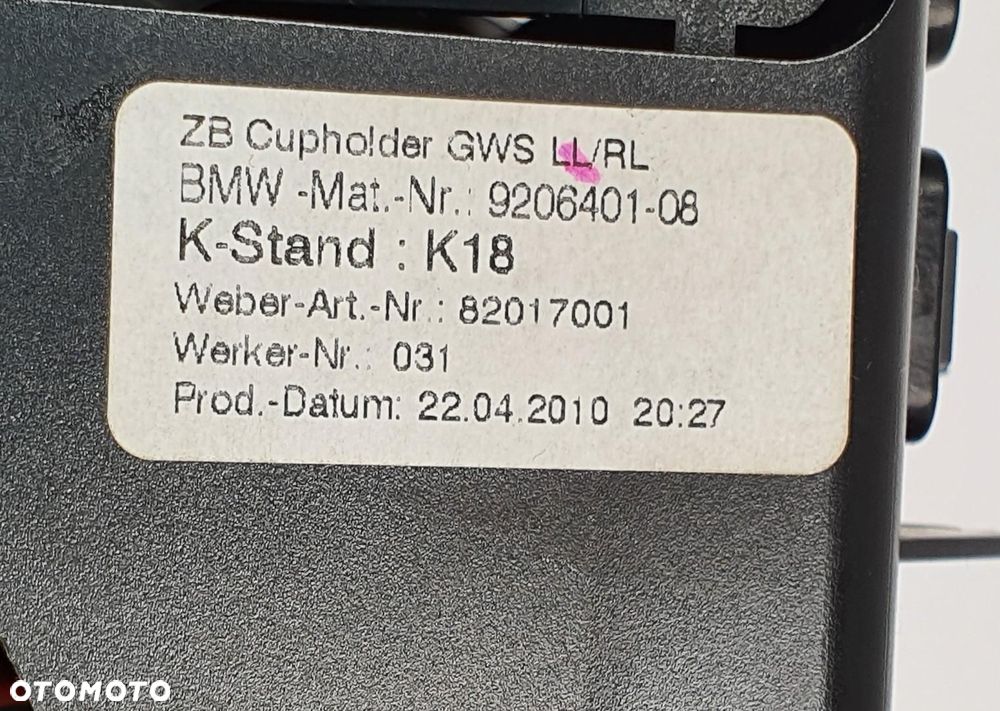 ZB Cupholder GWS LL/RL
BMW -Mat.-Nr.: 9206401-08
K-Stand : K18
Weber-Art.-Nr.: 82017001
Werker-Nr.: 031
Prod.-Datum: 22.04.2010 20:27
OTOMOTO